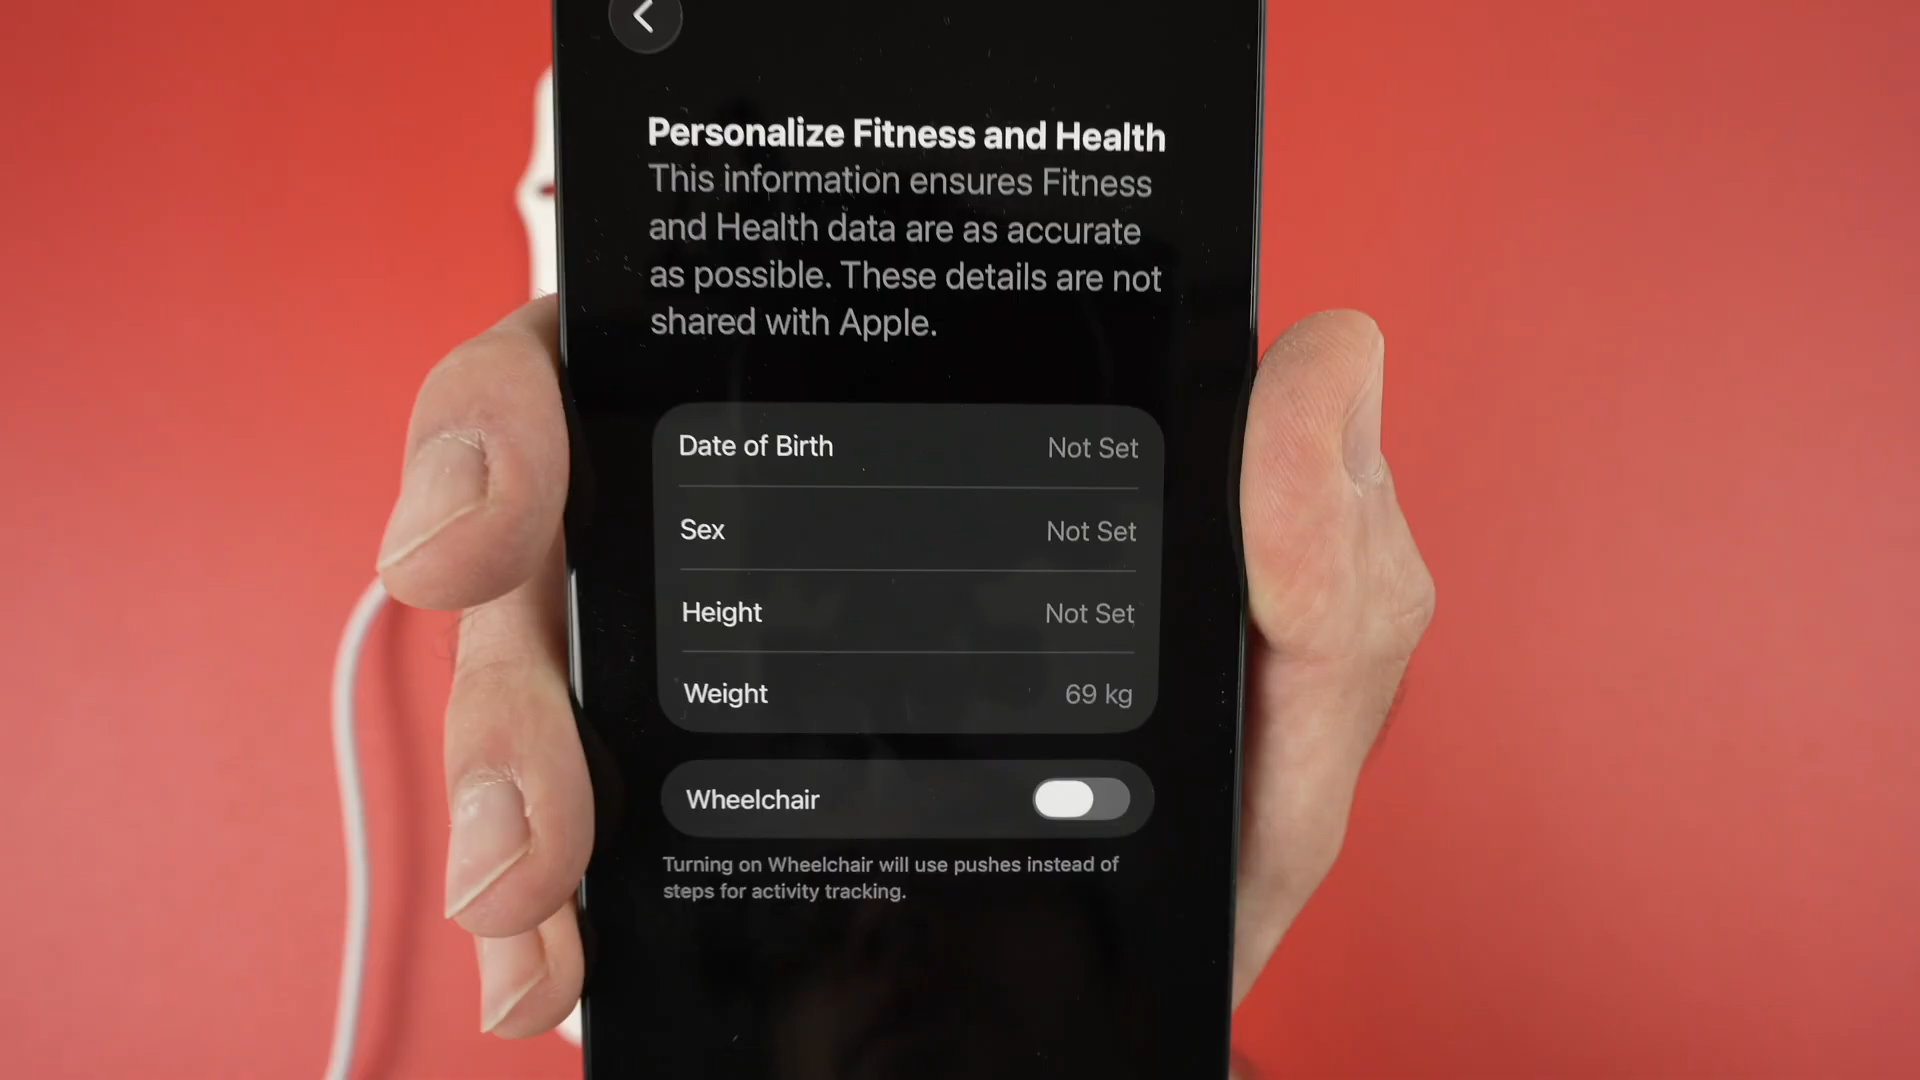 Personalize Fitness and Health
This information ensures Fitness
and Health data are as accurate
as possible. These details are not
shared with Apple.
Date of Birth Not Set
Sex Not Set
Height Not Set
Weight 69 kg
Wheelchair
Turning on Wheelchair will use pushes instead of
steps for activity tracking.